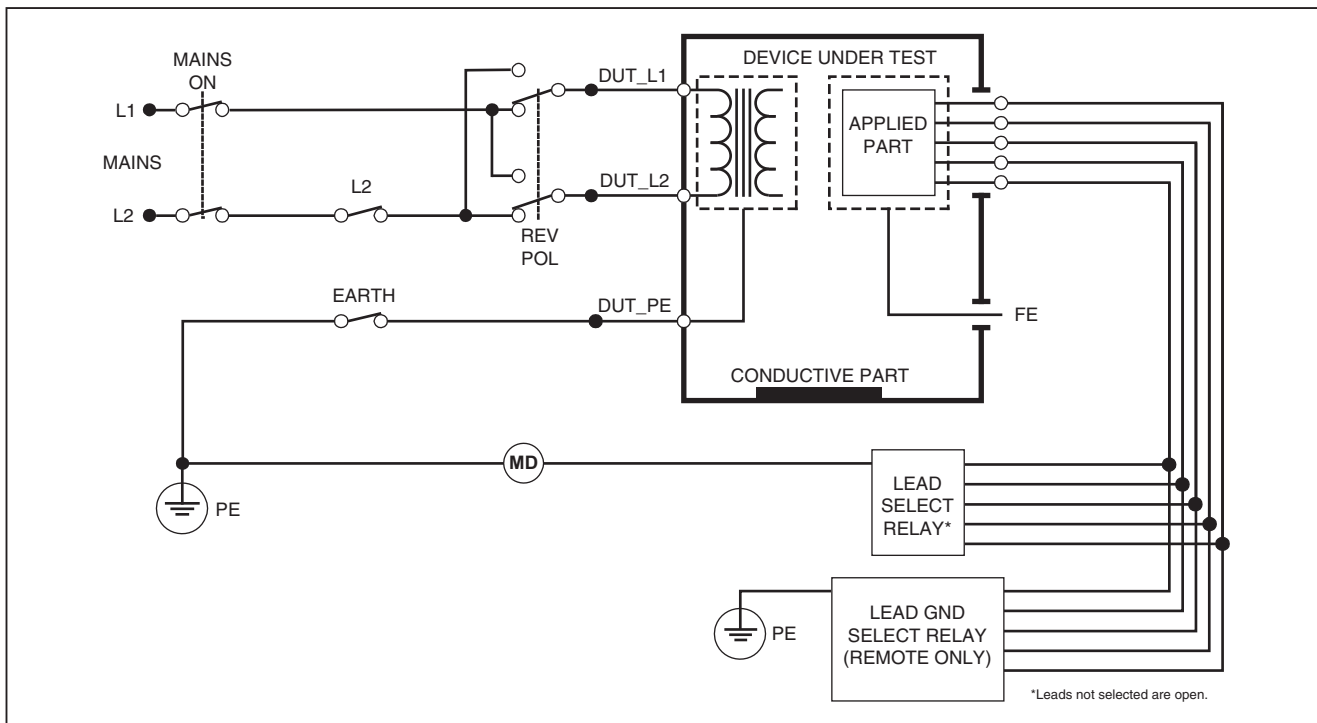 MAINS
ON
DEVICE UNDER TEST
DUT_L1
L1
APPLIED
PART
MAINS
L2
DUT_L2
L2
REV
POL
EARTH
DUT_PE
FE
CONDUCTIVE PART
MD
LEAD
SELECT
RELAY*
PE
LEAD GND
SELECT RELAY
(REMOTE ONLY)
PE
*Leads not selected are open.